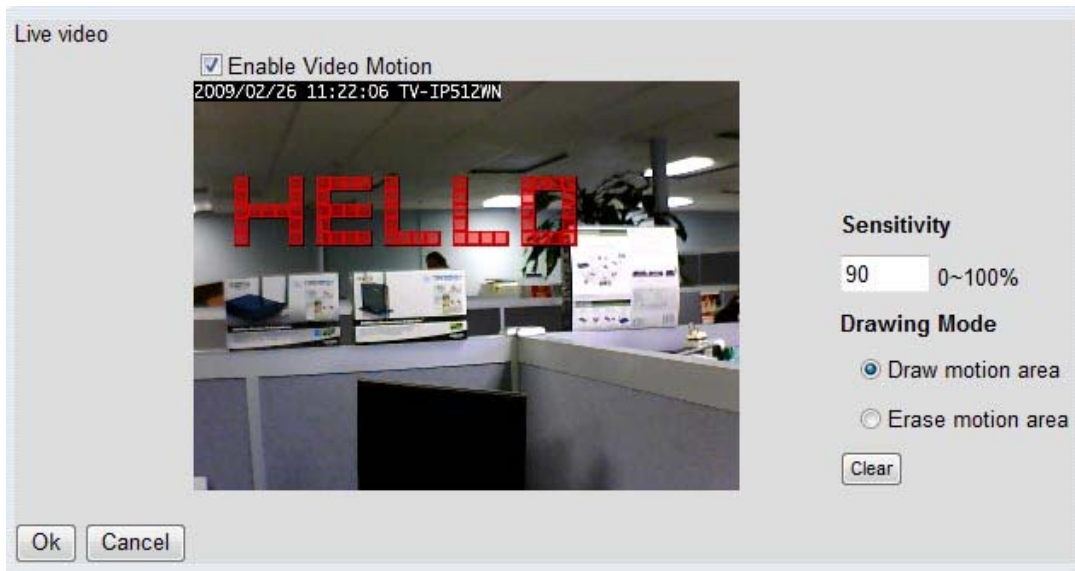 Live video
Enable Video Motion
2009/02/26 11:22:06 TV-IP512WN
HELLO
Sensitivity
90 0~100%
Drawing Mode
Draw motion area
Erase motion area
Clear
Ok Cancel